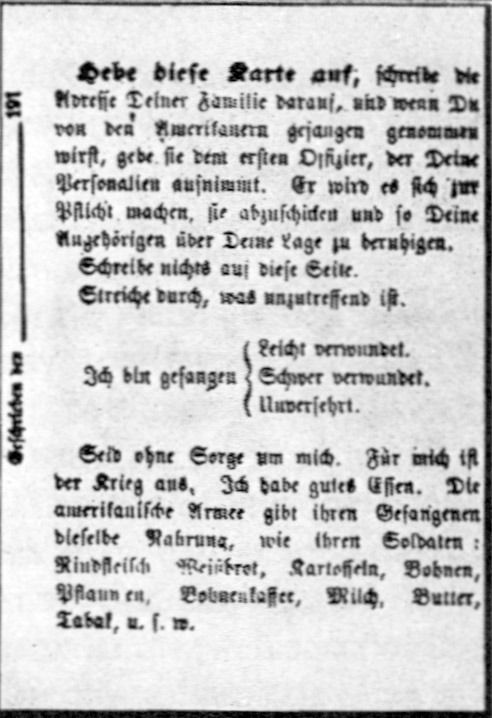 Hebe diese Karte auf, schreibe die
Adresse Deiner Familie darauf, und wenn Du
von den Amerikanern gefangen genommen
wirst, gebe sie dem ersten Offizier, der Deine
Personalien aufnimmt. Er wird es sich zur
Pflicht machen, sie abzuschicken und so Deine
Angehörigen über Deine Lage zu beruhigen.
Schreibe nichts auf diese Seite.
Streiche durch, was unzutreffend ist.
Leicht verwundet.
Ich bin gefangen Schwer verwundet.
Unversehrt.
Seid ohne Sorge um mich. Für mich ist
der Krieg aus. Ich habe gutes Essen. Die
amerikanische Armee gibt ihren Gefangenen
dieselbe Nahrung, wie ihren Soldaten:
Rindfleisch Weißbrot, Kartoffeln, Bohnen,
Pflaumen, Bohnenkaffee, Milch, Butter,
Tabak, u. s. w.
Geschrieben den 191